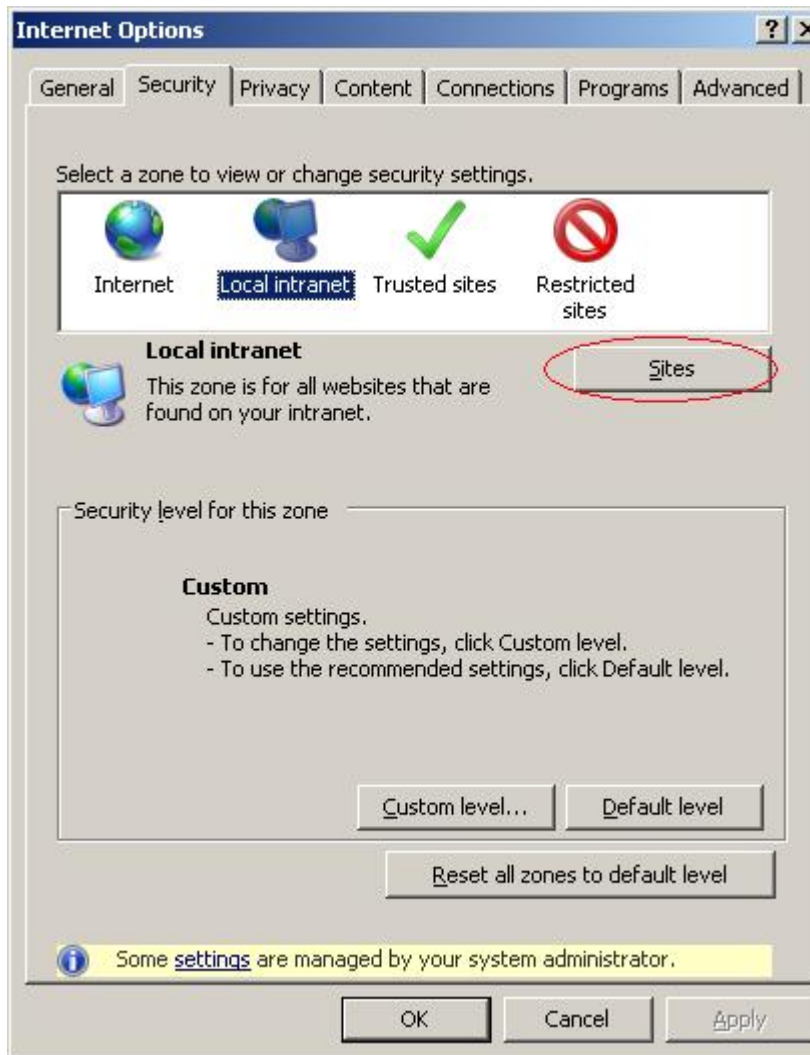 Internet Options
General Security Privacy Content Connections Programs Advanced
Select a zone to view or change security settings.
Internet Local intranet Trusted sites Restricted
sites
Local intranet
Sites
This zone is for all websites that are
found on your intranet.
Security level for this zone
Custom
Custom settings.
- To change the settings, click Custom level.
- To use the recommended settings, click Default level.
Custom level... Default level
Reset all zones to default level
Some settings are managed by your system administrator.
OK Cancel Apply